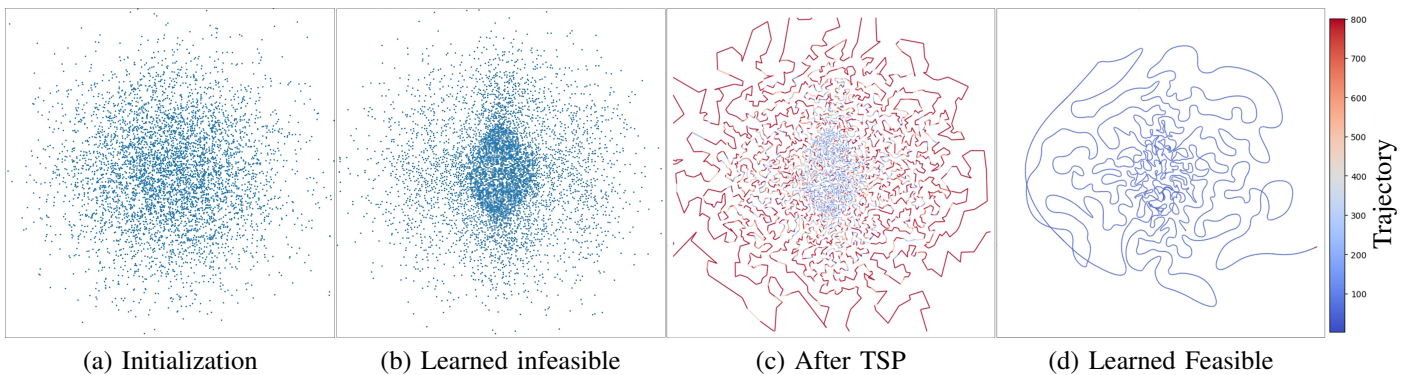 800
700
600
500
400
300
200
100
Trajectory
(a) Initialization
(b) Learned infeasible
(c) After TSP
(d) Learned Feasible